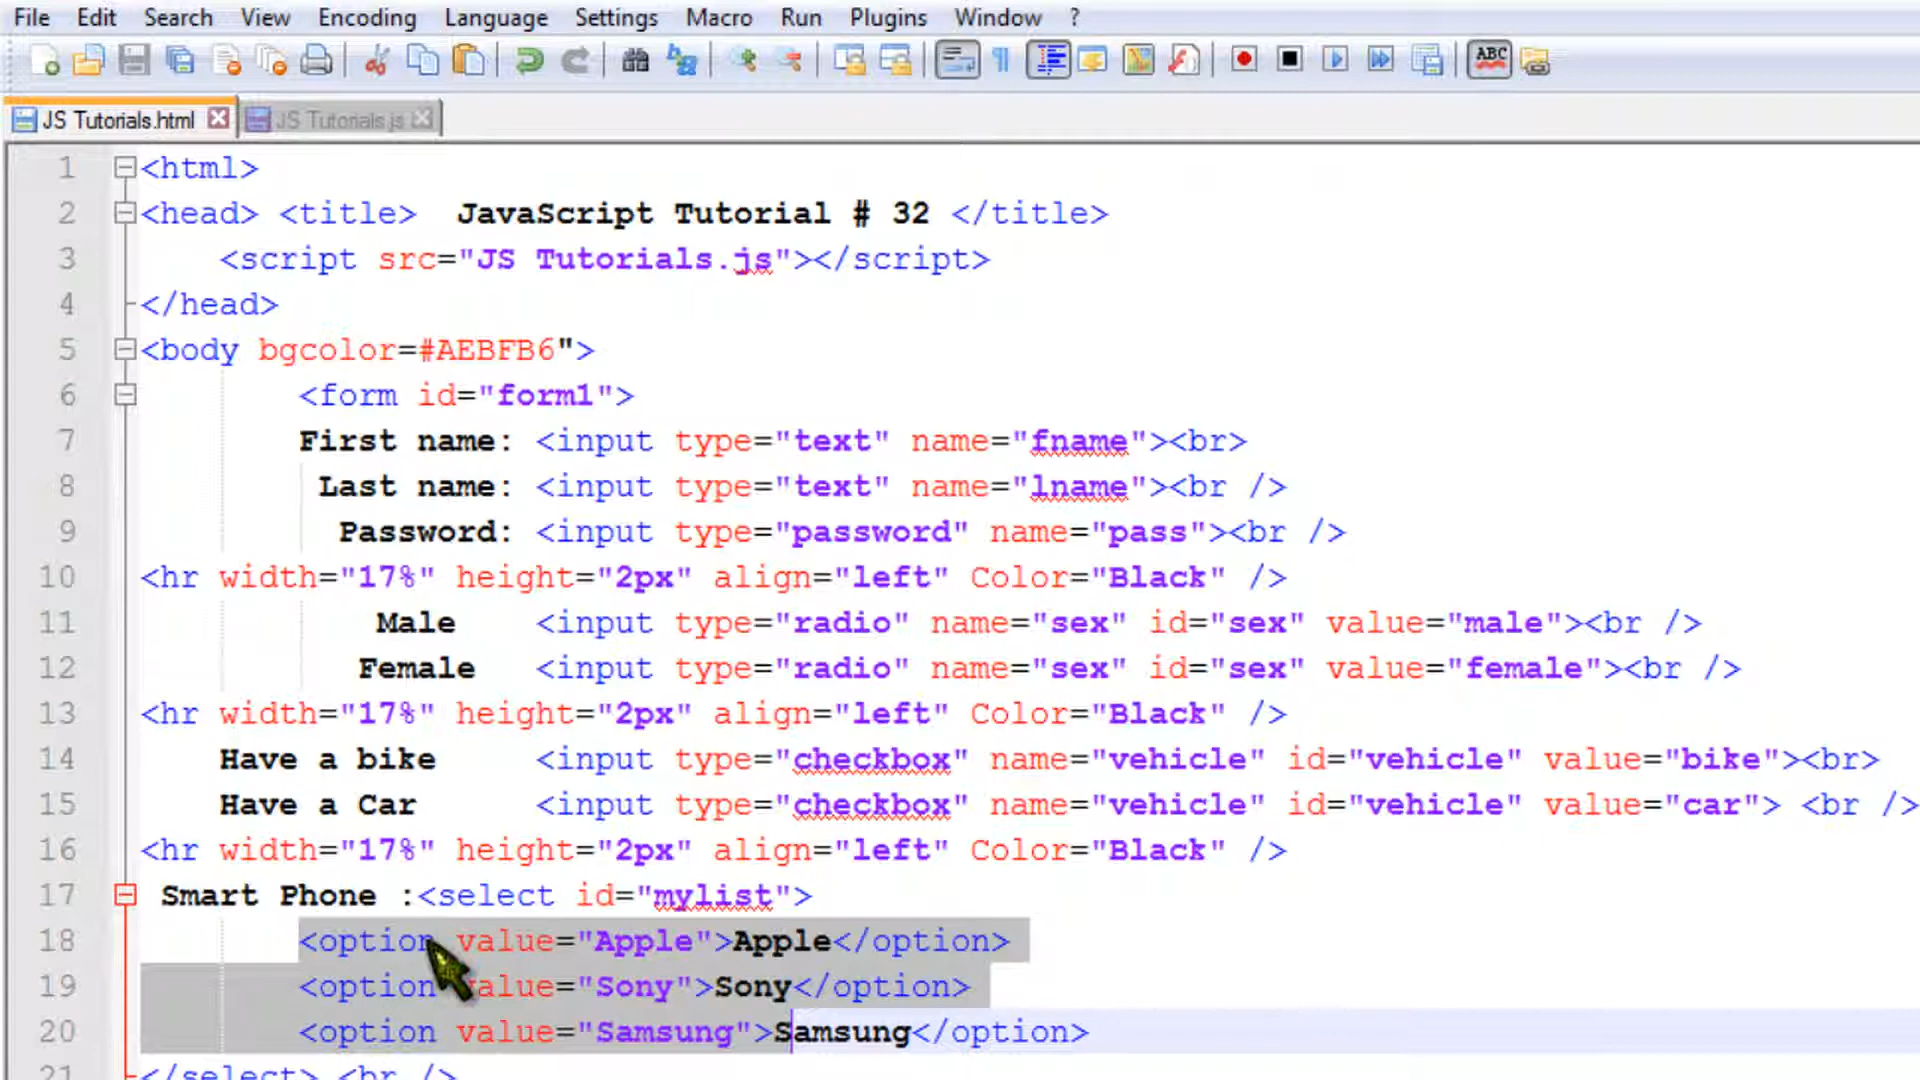 File Edit Search View Encoding Language Settings Macro Run Plugins Window ?
ABC
JS Tutorials.html JS Tutorials.js
1 <html>
2 <head> <title>  JavaScript Tutorial # 32 </title>
3 <script src="JS Tutorials.js"></script>
4 </head>
5 <body bgcolor=#AEBFB6">
6 <form id="form1">
7 First name: <input type="text" name="fname"><br>
8 Last name: <input type="text" name="lname"><br />
9 Password: <input type="password" name="pass"><br />
10 <hr width="17%" height="2px" align="left" Color="Black" />
11 Male <input type="radio" name="sex" id="sex" value="male"><br />
12 Female <input type="radio" name="sex" id="sex" value="female"><br />
13 <hr width="17%" height="2px" align="left" Color="Black" />
14 Have a bike <input type="checkbox" name="vehicle" id="vehicle" value="bike"><br>
15 Have a Car <input type="checkbox" name="vehicle" id="vehicle" value="car"> <br />
16 <hr width="17%" height="2px" align="left" Color="Black" />
17 Smart Phone :<select id="mylist">
18 <option value="Apple">Apple</option>
19 <option value="Sony">Sony</option>
20 <option value="Samsung">Samsung</option>
21 </select> <br />